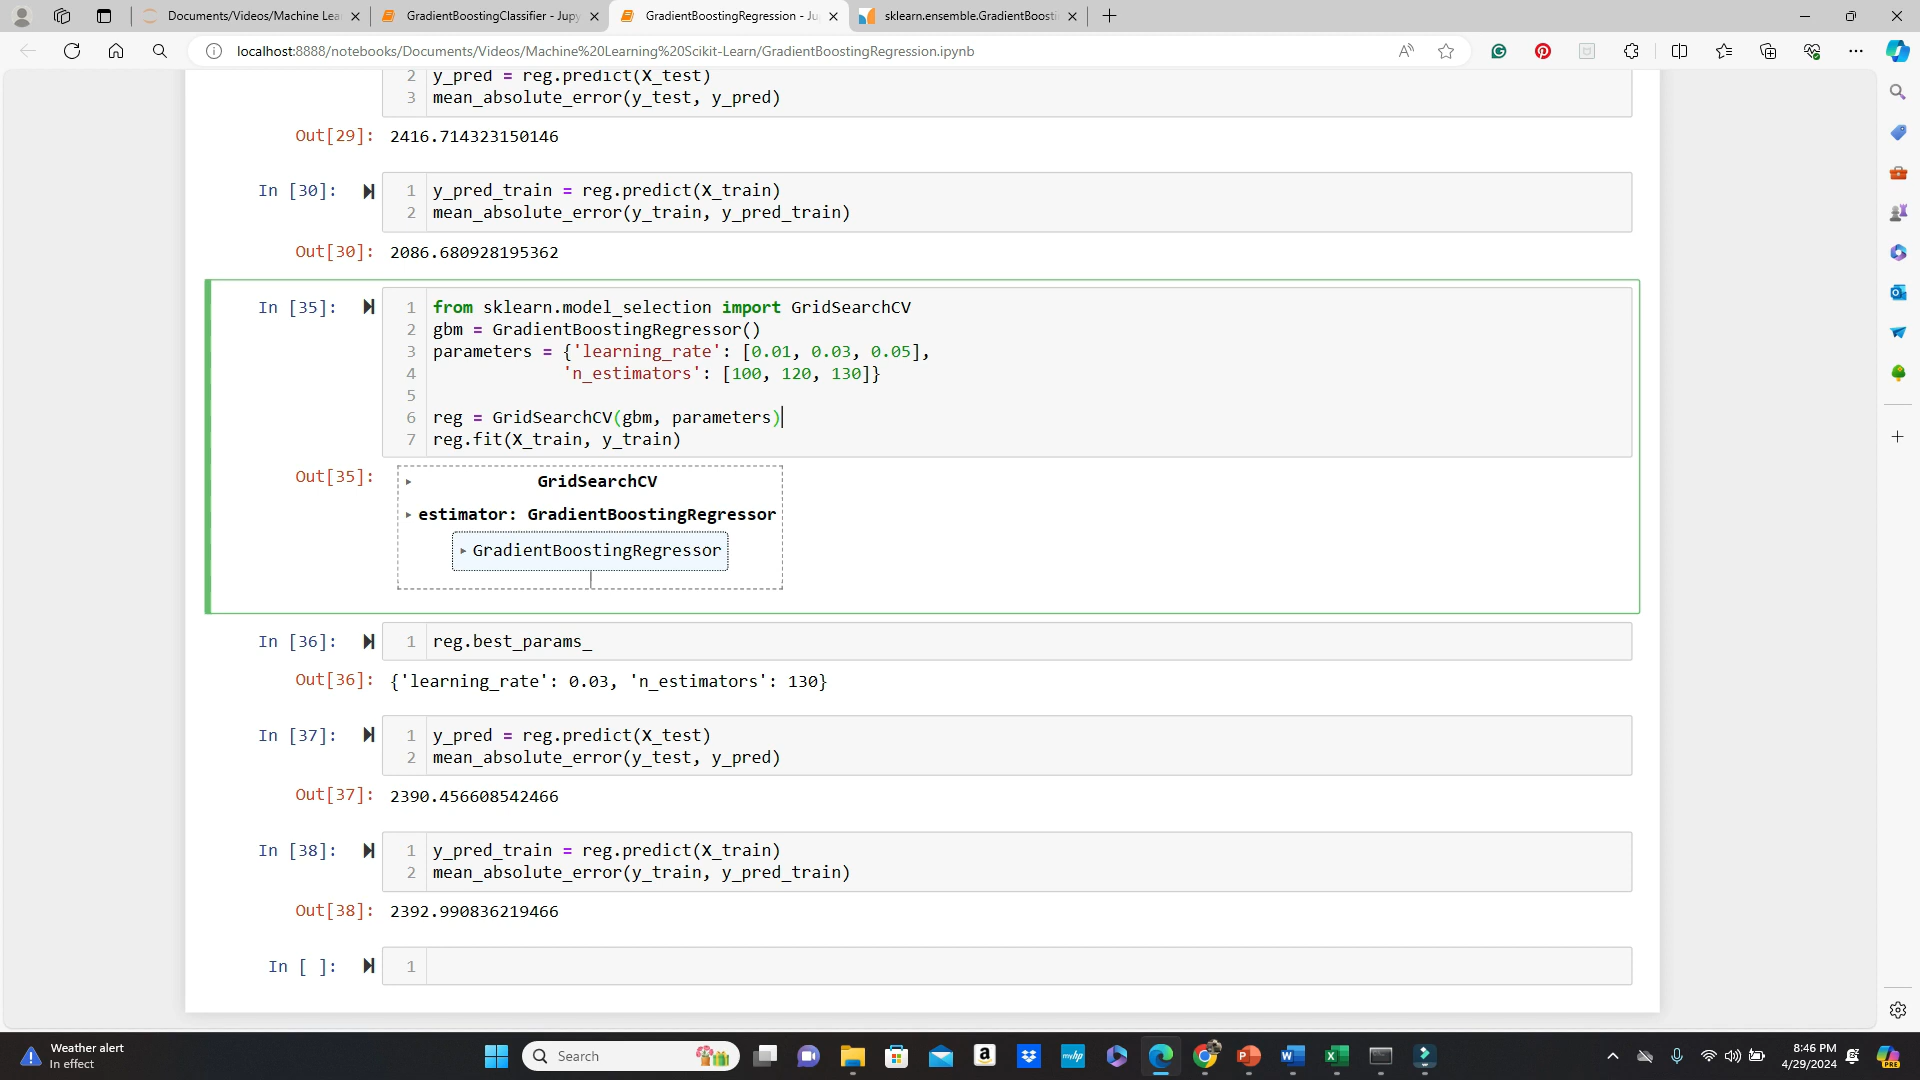 Documents/Videos/Machine Lea
GradientBoostingClassifier - Jupy
GradientBoostingRegression - Ju
sklearn.ensemble.GradientBoosti
localhost:8888/notebooks/Documents/Videos/Machine%20Learning%20Scikit-Learn/GradientBoostingRegression.ipynb
2 y_pred = reg.predict(X_test)
3 mean_absolute_error(y_test, y_pred)
Out[29]: 2416.714323150146
In [30]: 1 y_pred_train = reg.predict(X_train)
2 mean_absolute_error(y_train, y_pred_train)
Out[30]: 2086.680928195362
In [35]: 1 from sklearn.model_selection import GridSearchCV
2 gbm = GradientBoostingRegressor()
3 parameters = {'learning_rate': [0.01, 0.03, 0.05],
4 'n_estimators': [100, 120, 130]}
5
6 reg = GridSearchCV(gbm, parameters)
7 reg.fit(X_train, y_train)
Out[35]: GridSearchCV
estimator: GradientBoostingRegressor
GradientBoostingRegressor
In [36]: 1 reg.best_params_
Out[36]: {'learning_rate': 0.03, 'n_estimators': 130}
In [37]: 1 y_pred = reg.predict(X_test)
2 mean_absolute_error(y_test, y_pred)
Out[37]: 2390.456608542466
In [38]: 1 y_pred_train = reg.predict(X_train)
2 mean_absolute_error(y_train, y_pred_train)
Out[38]: 2392.990836219466
In [ ]: 1
Weather alert
In effect
Search
myhp
8:46 PM
4/29/2024
PRE